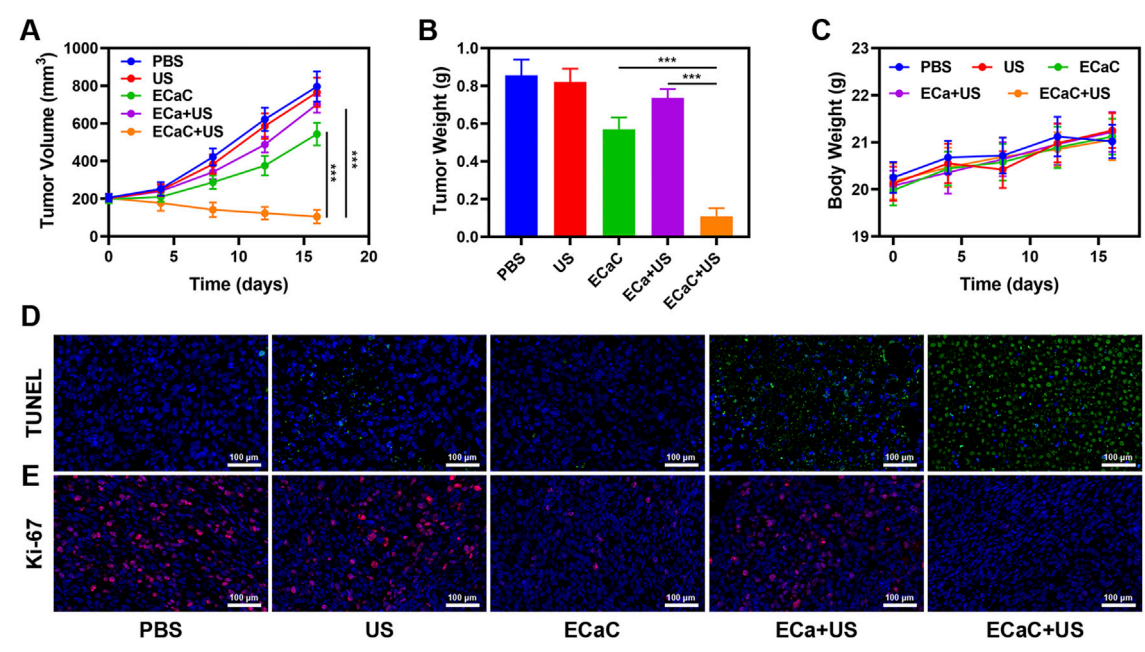 A
Tumor Volume (mm³)
1000
800
600
400
200
0
0
5
10
15
20
Time (days)
PBS
US
ECaC
ECa+US
ECaC+US
***
***
B
Tumor Weight (g)
1.0
0.8
0.6
0.4
0.2
0.0
***
***
PBS
US
ECaC
ECa+US
ECaC+US
C
Body Weight (g)
23
22
21
20
19
0
5
10
15
Time (days)
PBS
US
ECaC
ECa+US
ECaC+US
D
TUNEL
100 μm
100 μm
100 μm
100 μm
100 μm
E
Ki-67
100 μm
100 μm
100 μm
100 μm
100 μm
PBS
US
ECaC
ECa+US
ECaC+US